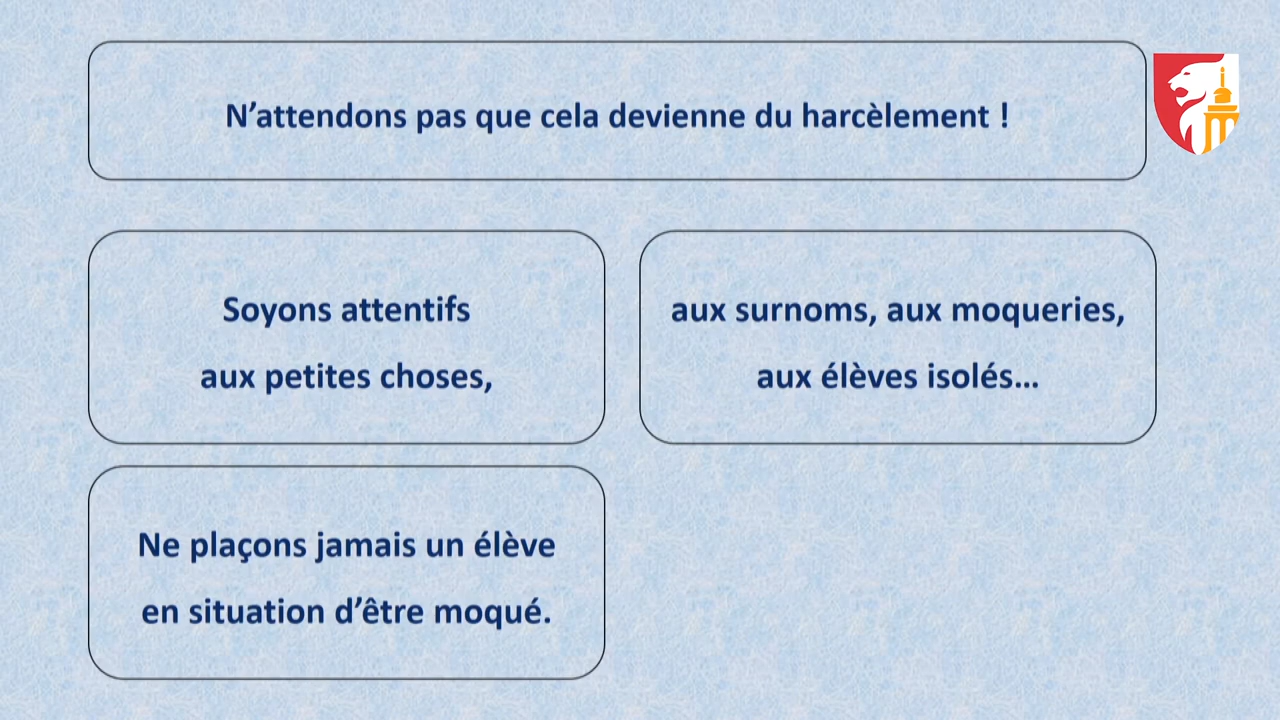 N’attendons pas que cela devienne du harcèlement !
Soyons attentifs
aux petites choses,
aux surnoms, aux moqueries,
aux élèves isolés…
Ne plaçons jamais un élève
en situation d’être moqué.